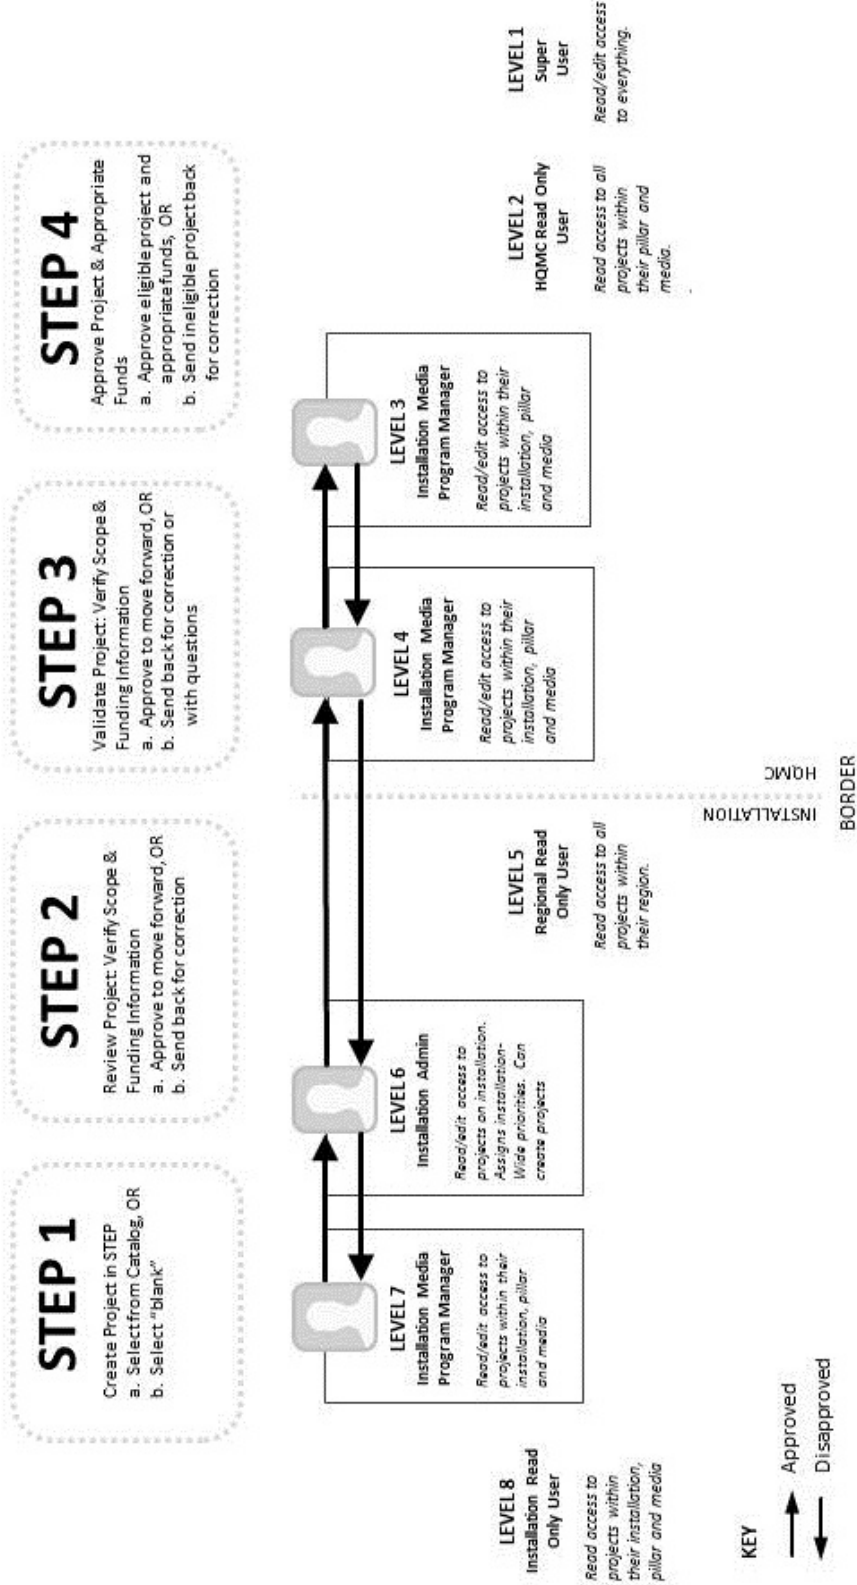 STEP 1
Create Project in STEP
a. Select from Catalog, OR
b. Select “blank”
STEP 2
Review Project: Verify Scope &
Funding Information
a. Approve to move forward, OR
b. Send back for correction
STEP 3
Validate Project: Verify Scope &
Funding Information
a. Approve to move forward, OR
b. Send back for correction or
with questions
STEP 4
Approve Project & Appropriate
Funds
a. Approve eligible project and
appropriate funds, OR
b. Send ineligible project back
for correction
LEVEL 8
Installation Read
Only User
Read access to
projects within
their installation,
pillar and media
LEVEL 7
Installation Media
Program Manager
Read/edit access to
projects within their
installation, pillar
and media
LEVEL 6
Installation Admin
Read/edit access to
projects on installation.
Assigns installation-
Wide priorities. Can
create projects
LEVEL 5
Regional Read
Only User
Read access to all
projects within
their region.
INSTALLATION
HQMC
BORDER
LEVEL 4
Installation Media
Program Manager
Read/edit access to
projects within their
installation, pillar
and media
LEVEL 3
Installation Media
Program Manager
Read/edit access to
projects within their
installation, pillar
and media
LEVEL 2
HQMC Read Only
User
Read access to all
projects within
their pillar and
media.
LEVEL 1
Super
User
Read/edit access
to everything.
KEY
Approved
Disapproved